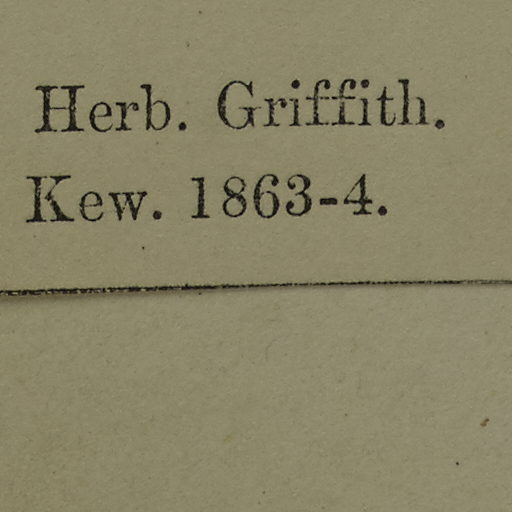 Herb. Griffith.
Kew. 1863-4.